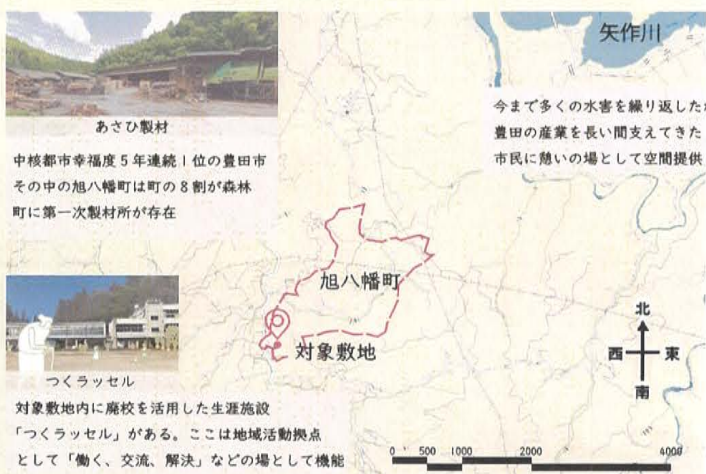 あさひ製材
中核都市幸福度5年連続1位の豊田市
その中の旭八幡町は町の8割が森林
町に第一次製材所が存在
矢作川
今まで多くの水害を繰り返した
豊田の産業を長い間支えてきた
市民に憩いの場として空間提供
旭八幡町
対象敷地
北
西 東
南
つくラッセル
対象敷地内に廃校を活用した生涯施設
「つくラッセル」がある。ここは地域活動拠点
として「働く、交流、解決」などの場として機能
0 500 1000 2000 4000